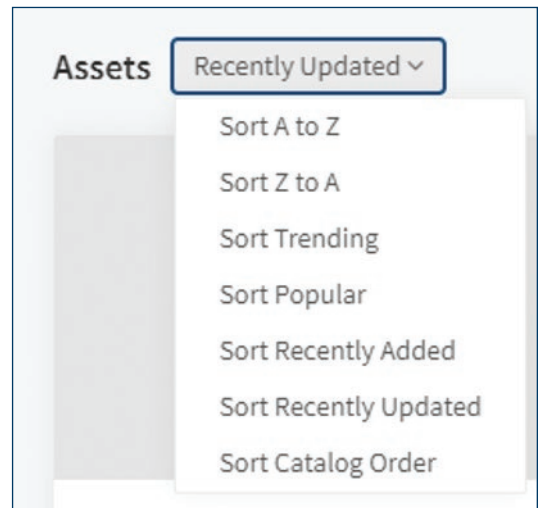 Assets Recently Updated
Sort A to Z
Sort Z to A
Sort Trending
Sort Popular
Sort Recently Added
Sort Recently Updated
Sort Catalog Order